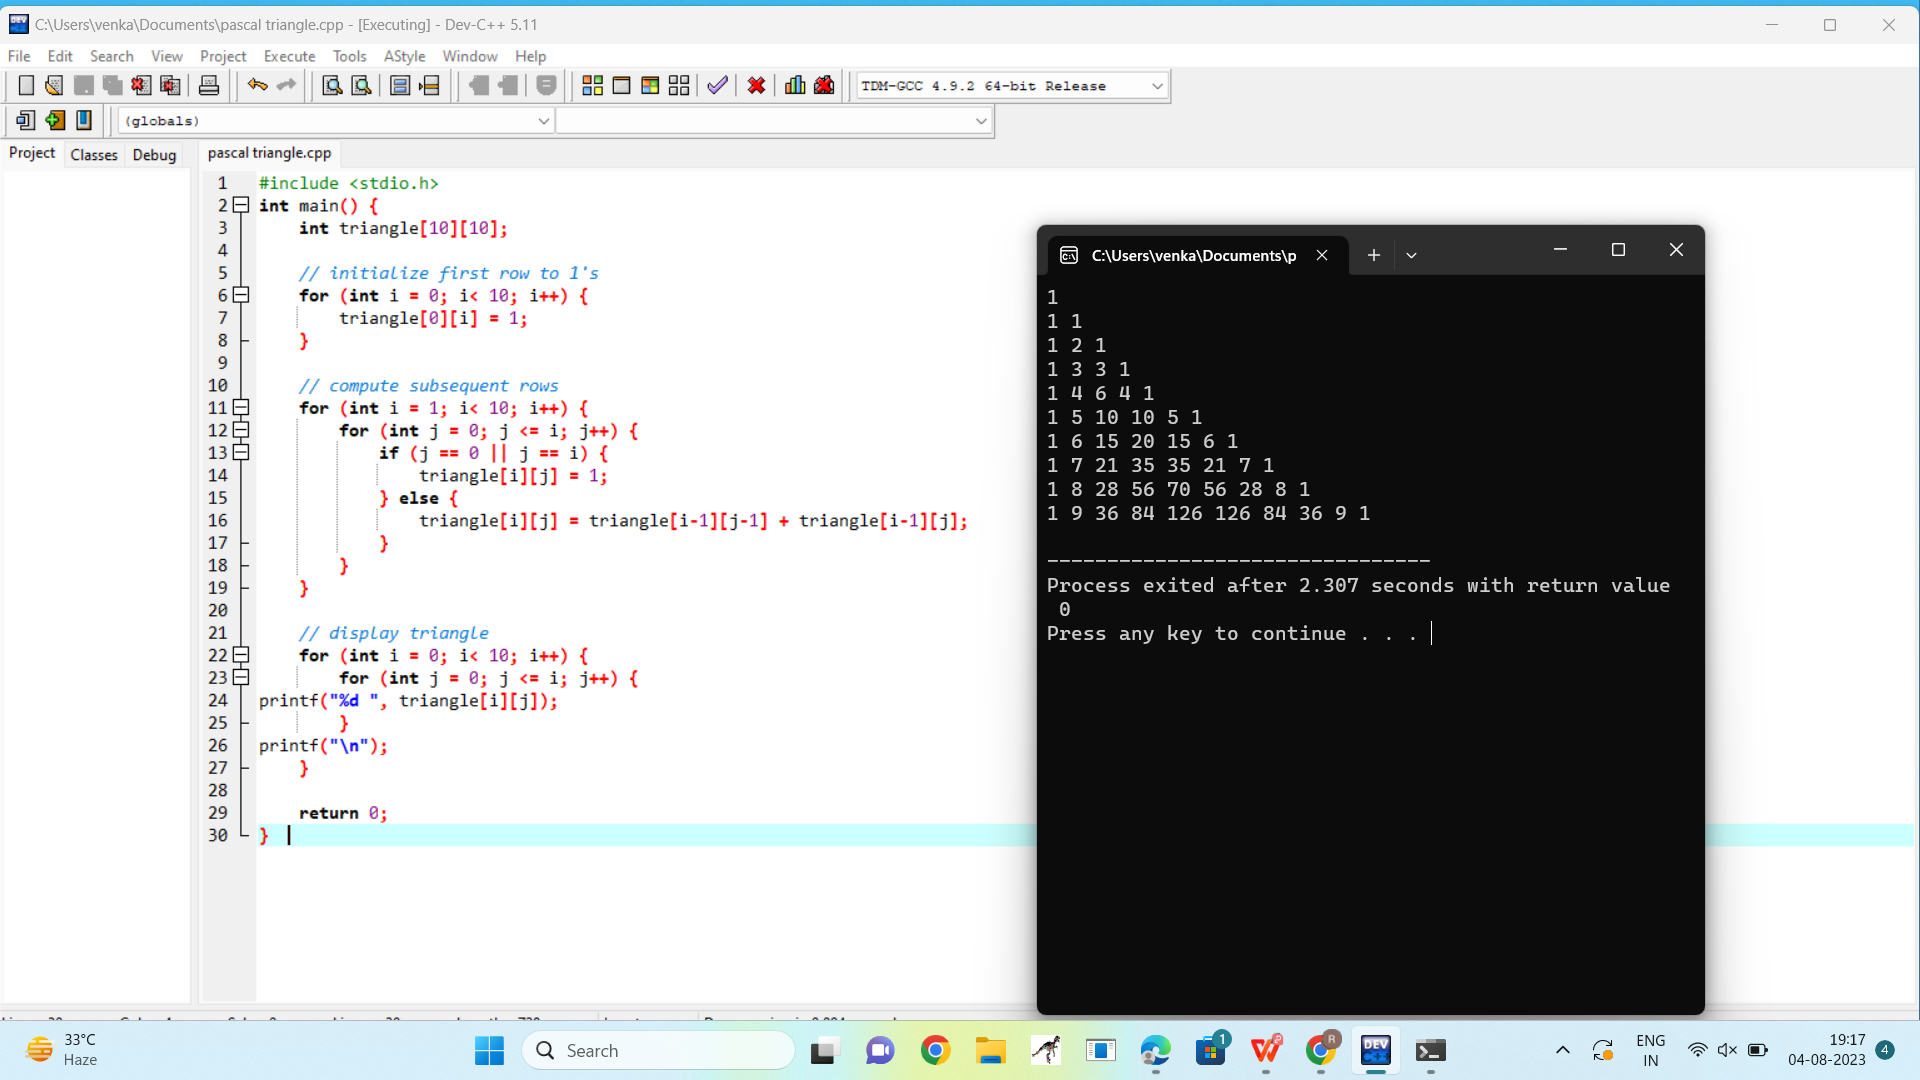 C:\Users\venka\Documents\pascal triangle.cpp - [Executing] - Dev-C++ 5.11
File Edit Search View Project Execute Tools AStyle Window Help
TDM-GCC 4.9.2 64-bit Release
(globals)
Project Classes Debug
pascal triangle.cpp
1 #include <stdio.h>
2 int main() {
3     int triangle[10][10];
4
5     // initialize first row to 1's
6     for (int i = 0; i< 10; i++) {
7         triangle[0][i] = 1;
8     }
9
10     // compute subsequent rows
11     for (int i = 1; i< 10; i++) {
12         for (int j = 0; j <= i; j++) {
13             if (j == 0 || j == i) {
14                 triangle[i][j] = 1;
15             } else {
16                 triangle[i][j] = triangle[i-1][j-1] + triangle[i-1][j];
17             }
18         }
19     }
20
21     // display triangle
22     for (int i = 0; i< 10; i++) {
23         for (int j = 0; j <= i; j++) {
24 printf("%d ", triangle[i][j]);
25         }
26 printf("\n");
27     }
28
29     return 0;
30 }
C:\Users\venka\Documents\p
1
1 1
1 2 1
1 3 3 1
1 4 6 4 1
1 5 10 10 5 1
1 6 15 20 15 6 1
1 7 21 35 35 21 7 1
1 8 28 56 70 56 28 8 1
1 9 36 84 126 126 84 36 9 1
--------------------------------
Process exited after 2.307 seconds with return value
0
Press any key to continue . . .
33°C
Haze
Search
1
R
DEV
C++
ENG
IN
19:17
04-08-2023
4